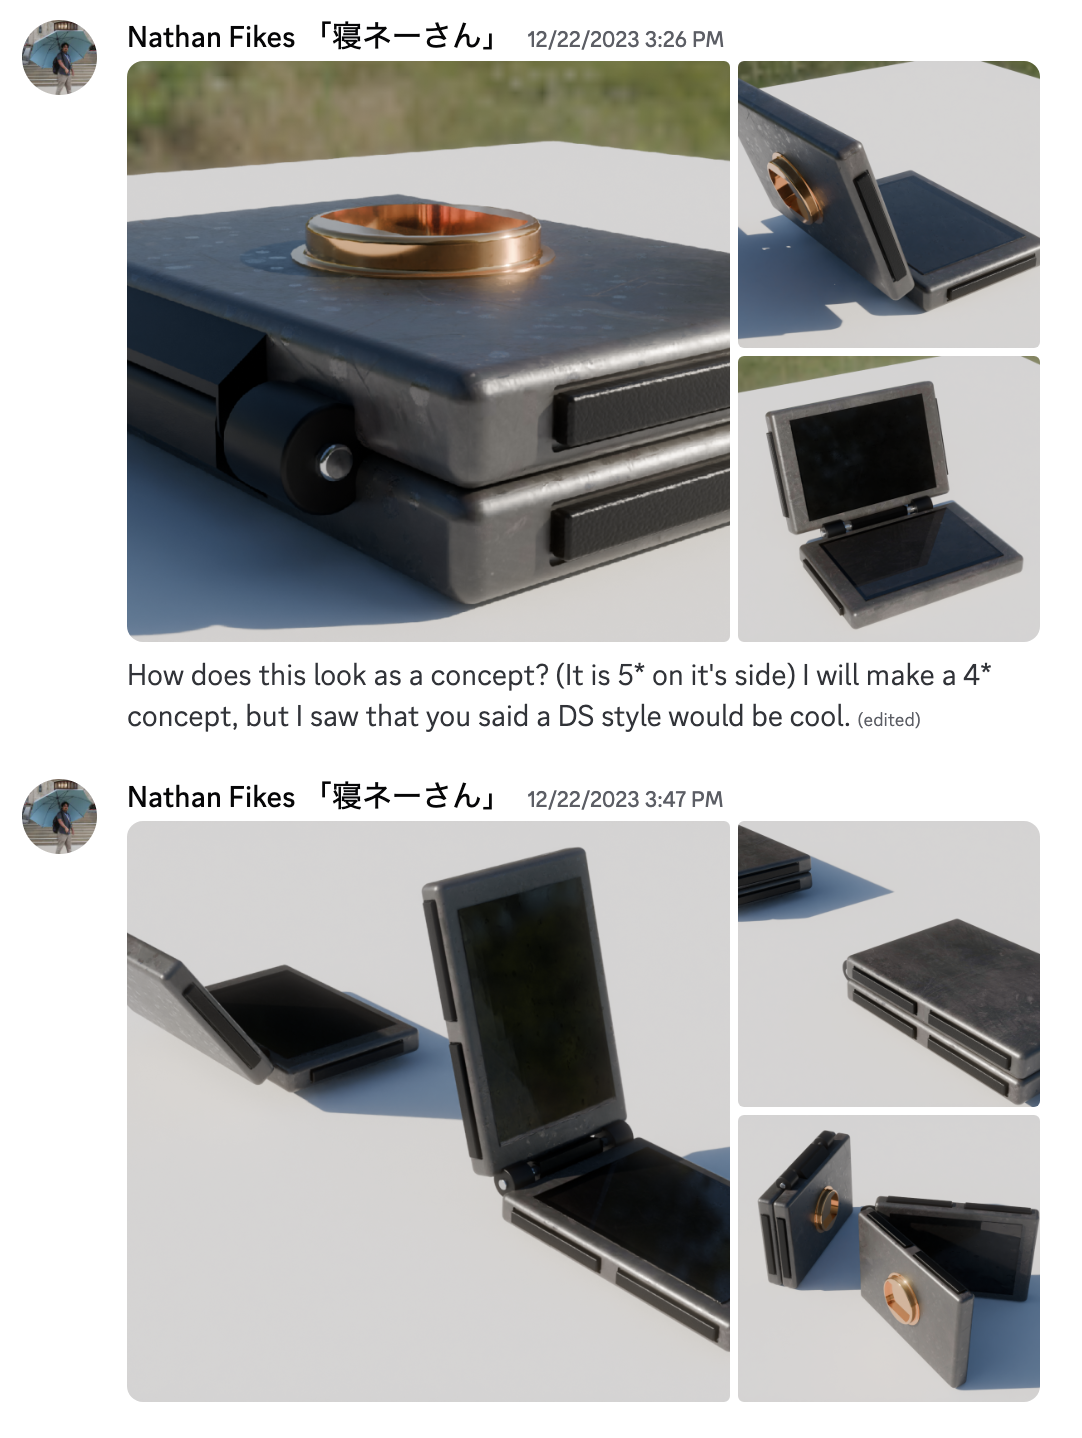 Nathan Fikes 「寝ネーさん」 12/22/2023 3:26 PM
How does this look as a concept? (It is 5* on it's side) I will make a 4*
concept, but I saw that you said a DS style would be cool. (edited)
Nathan Fikes 「寝ネーさん」 12/22/2023 3:47 PM